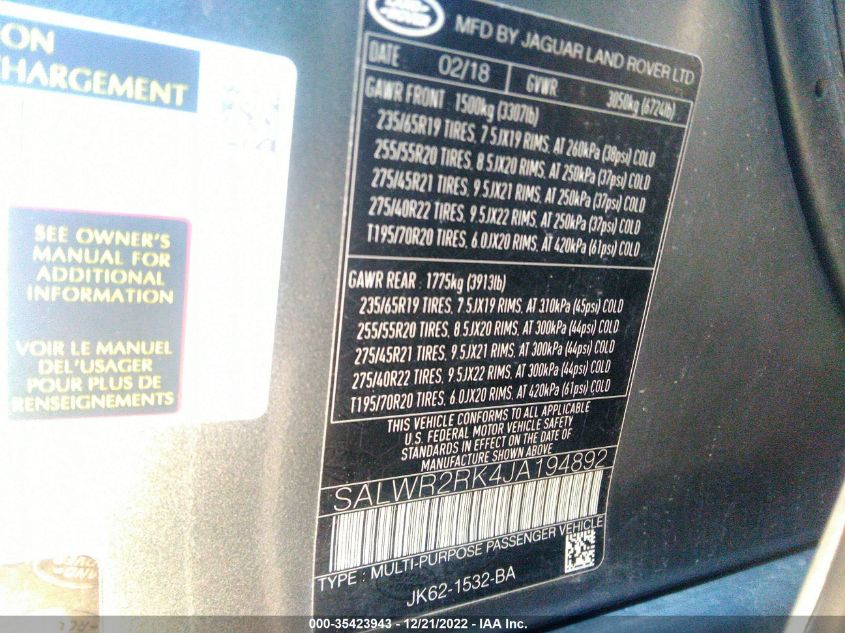 ON
CHARGEMENT
SEE OWNER'S
MANUAL FOR
ADDITIONAL
INFORMATION
VOIR LE MANUEL
DEL'USAGER
POUR PLUS DE
RENSEIGNEMENTS
LAND
ROVER
MFD BY JAGUAR LAND ROVER LTD
DATE 02/18 GVWR 3050kg (6724lb)
GAWR FRONT 1500kg (3307lb)
235/65R19 TIRES, 7.5JX19 RIMS, AT 260kPa (38psi) COLD
255/55R20 TIRES, 8.5JX20 RIMS, AT 250kPa (37psi) COLD
275/45R21 TIRES, 9.5JX21 RIMS, AT 250kPa (37psi) COLD
275/40R22 TIRES, 9.5JX22 RIMS, AT 250kPa (37psi) COLD
T195/70R20 TIRES, 6.0JX20 RIMS, AT 420kPa (61psi) COLD
GAWR REAR : 1775kg (3913lb)
235/65R19 TIRES, 7.5JX19 RIMS, AT 310kPa (45psi) COLD
255/55R20 TIRES, 8.5JX20 RIMS, AT 300kPa (44psi) COLD
275/45R21 TIRES, 9.5JX21 RIMS, AT 300kPa (44psi) COLD
275/40R22 TIRES, 9.5JX22 RIMS, AT 300kPa (44psi) COLD
T195/70R20 TIRES, 6.0JX20 RIMS, AT 420kPa (61psi) COLD
THIS VEHICLE CONFORMS TO ALL APPLICABLE
U.S. FEDERAL MOTOR VEHICLE SAFETY
STANDARDS IN EFFECT ON THE DATE OF
MANUFACTURE SHOWN ABOVE
SALWR2RK4JA194892
TYPE : MULTI-PURPOSE PASSENGER VEHICLE
JK62-1532-BA
000-35423943 - 12/21/2022 - IAA Inc.